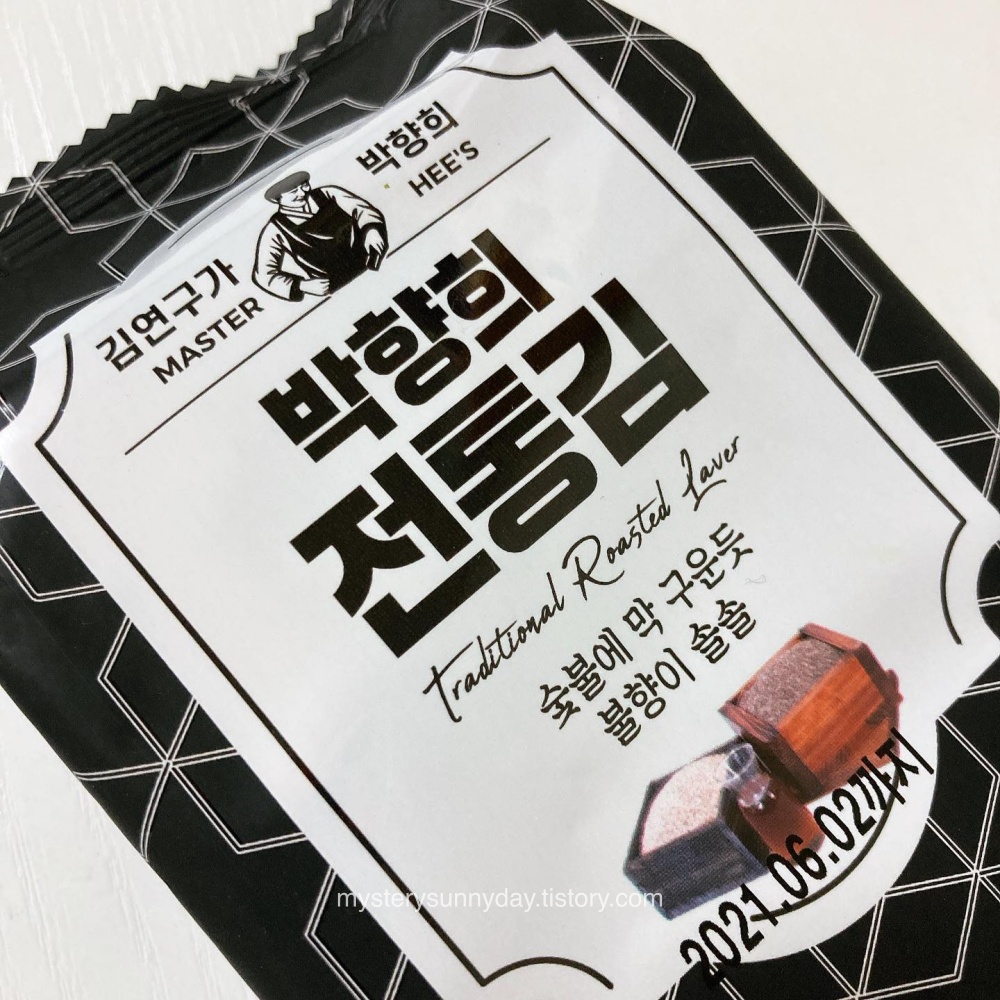 김연구가 박향희
MASTER HEE'S
박향희
전통김
Traditional Roasted Laver
숯불에 막 구운듯
불향이 솔솔
2021.06.02까지
mysterysunnyday.tistory.com